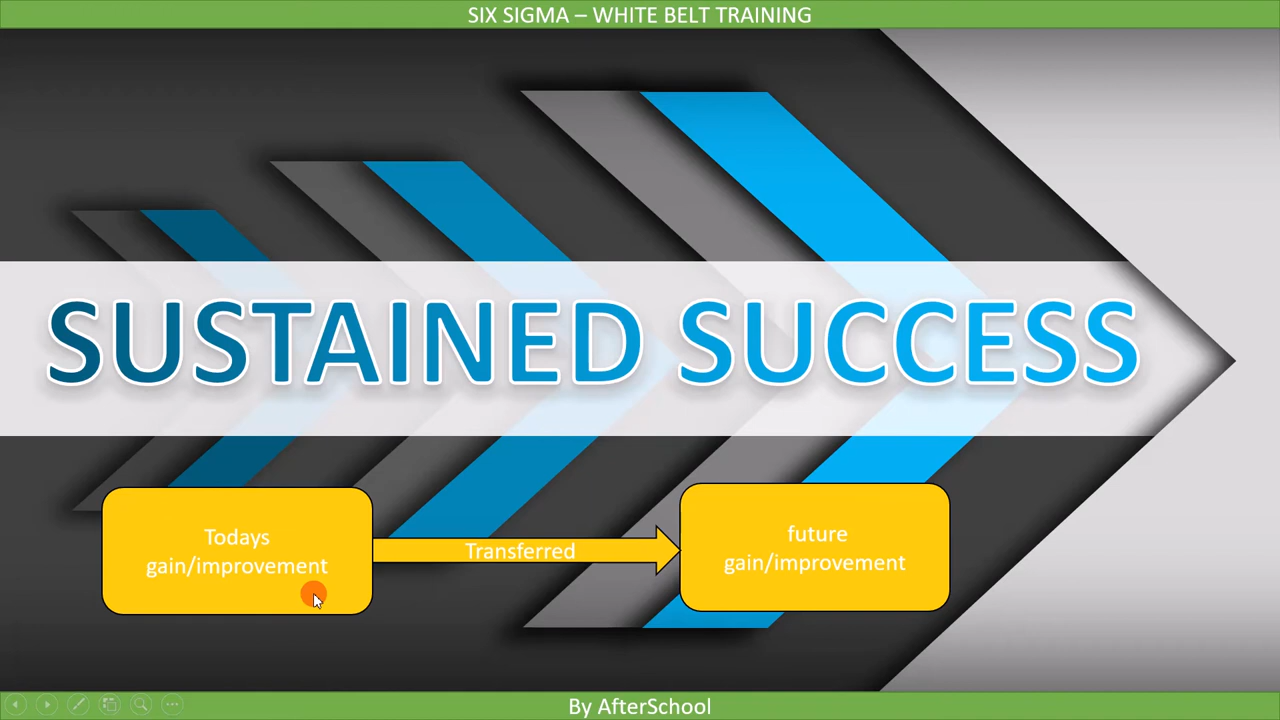 SIX SIGMA – WHITE BELT TRAINING
SUSTAINED SUCCESS
Todays
gain/improvement
Transferred
future
gain/improvement
By AfterSchool